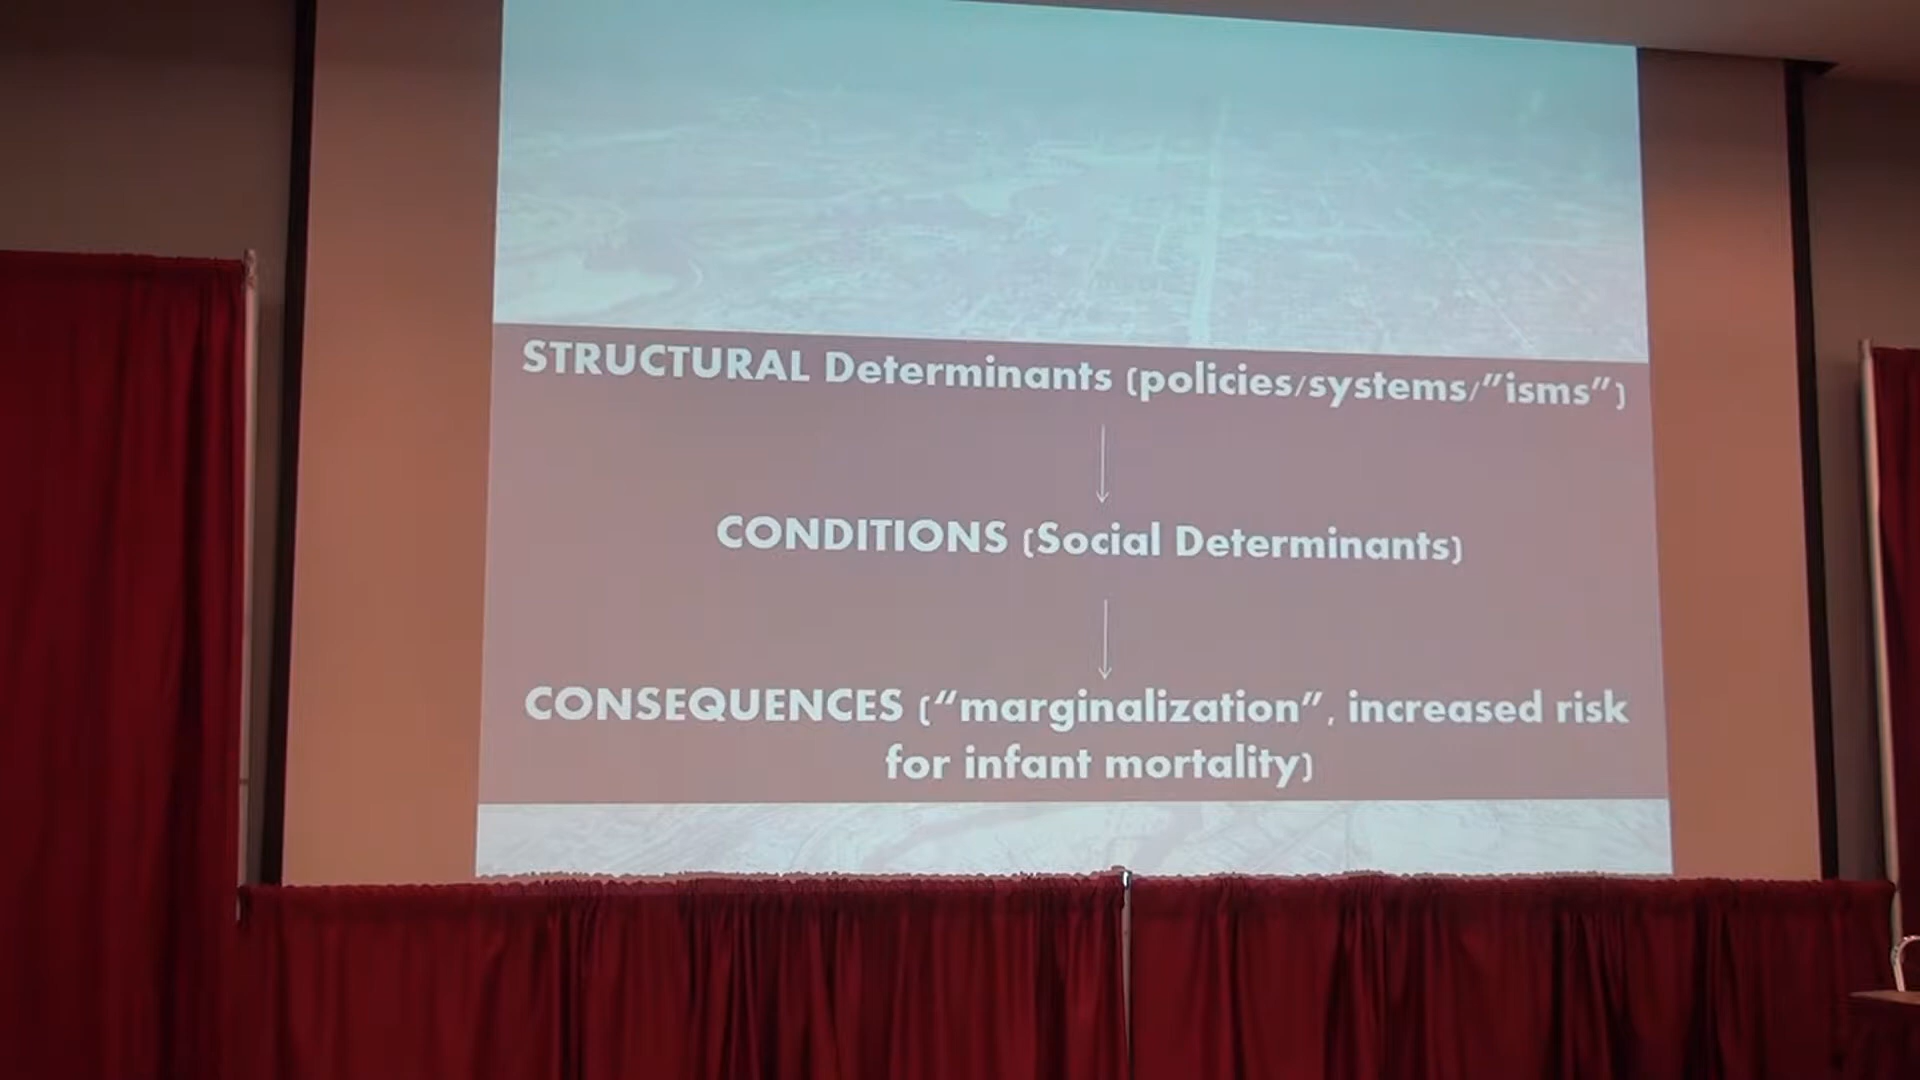 STRUCTURAL Determinants (policies/systems/”isms”)
CONDITIONS (Social Determinants)
CONSEQUENCES (“marginalization”, increased risk
for infant mortality)